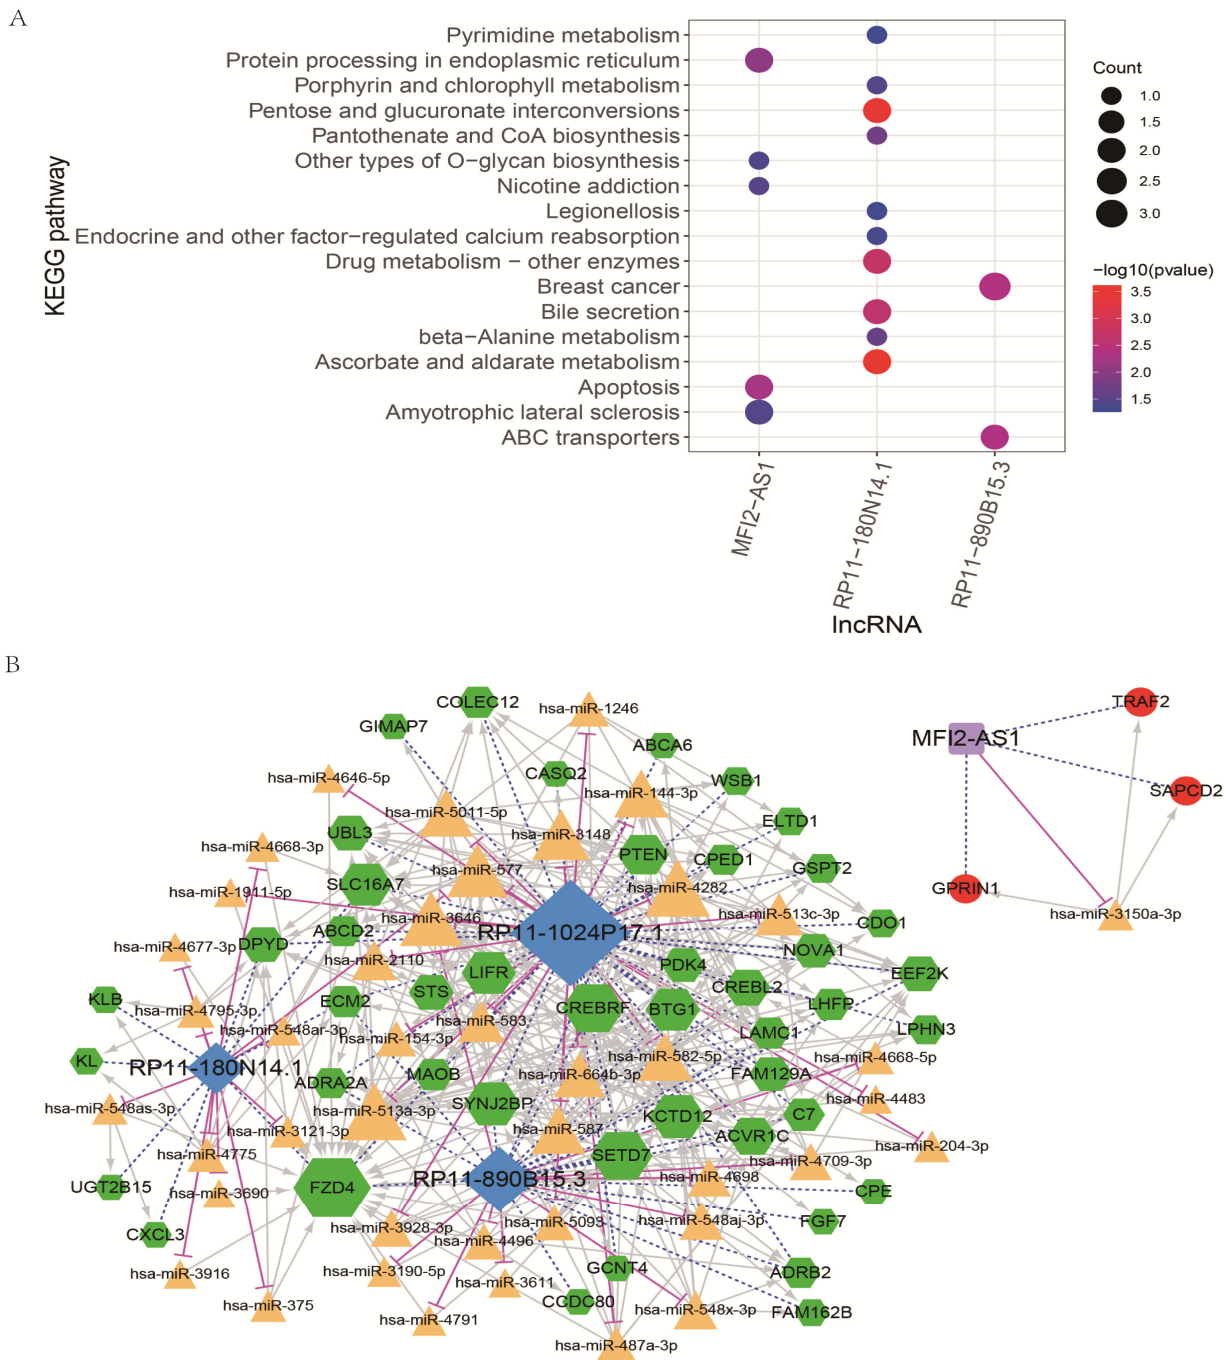 A
Pyrimidine metabolism
Protein processing in endoplasmic reticulum
Porphyrin and chlorophyll metabolism
Pentose and glucuronate interconversions
Pantothenate and CoA biosynthesis
Other types of O−glycan biosynthesis
Nicotine addiction
Legionellosis
Endocrine and other factor−regulated calcium reabsorption
Drug metabolism − other enzymes
Breast cancer
Bile secretion
beta−Alanine metabolism
Ascorbate and aldarate metabolism
Apoptosis
Amyotrophic lateral sclerosis
ABC transporters
KEGG pathway
MFI2−AS1
RP11−180N14.1
RP11−890B15.3
lncRNA
Count
1.0
1.5
2.0
2.5
3.0
−log10(pvalue)
3.5
3.0
2.5
2.0
1.5
B
COLEC12
hsa-miR-1246
GIMAP7
ABCA6
CASQ2
WSB1
hsa-miR-4646-5p
hsa-miR-144-3p
hsa-miR-5011-5p
ELTD1
UBL3
hsa-miR-3148
hsa-miR-4668-3p
PTEN
CPED1
GSPT2
hsa-miR-577
SLC16A7
hsa-miR-4282
hsa-miR-1911-5p
hsa-miR-3646
hsa-miR-513c-3p
CDO1
ABCD2
RP11-1024P17.1
hsa-miR-4677-3p
DPYD
NOVA1
hsa-miR-2110
LIFR
PDK4
EEF2K
STS
CREBL2
KLB
ECM2
CREBRF
BTG1
LHFP
hsa-miR-4795-3p
hsa-miR-548ar-3p
hsa-miR-583
LAMC1
LPHN3
hsa-miR-154-3p
KL
RP11-180N14.1
hsa-miR-582-5p
hsa-miR-4668-5p
ADRA2A
MAOB
hsa-miR-664b-3p
FAM129A
hsa-miR-4483
hsa-miR-548as-3p
hsa-miR-513a-3p
SYNJ2BP
KCTD12
C7
hsa-miR-3121-3p
hsa-miR-587
ACVR1C
hsa-miR-204-3p
hsa-miR-4775
SETD7
hsa-miR-4709-3p
UGT2B15
hsa-miR-3690
FZD4
RP11-890B15.3
hsa-miR-4698
CPE
CXCL3
hsa-miR-3928-3p
hsa-miR-5093
hsa-miR-548aj-3p
FGF7
hsa-miR-4496
hsa-miR-3916
hsa-miR-3190-5p
hsa-miR-3611
GCNT4
ADRB2
hsa-miR-375
CCDC80
hsa-miR-548x-3p
FAM162B
hsa-miR-4791
hsa-miR-487a-3p
TRAF2
MFI2-AS1
SAPCD2
GPRIN1
hsa-miR-3150a-3p